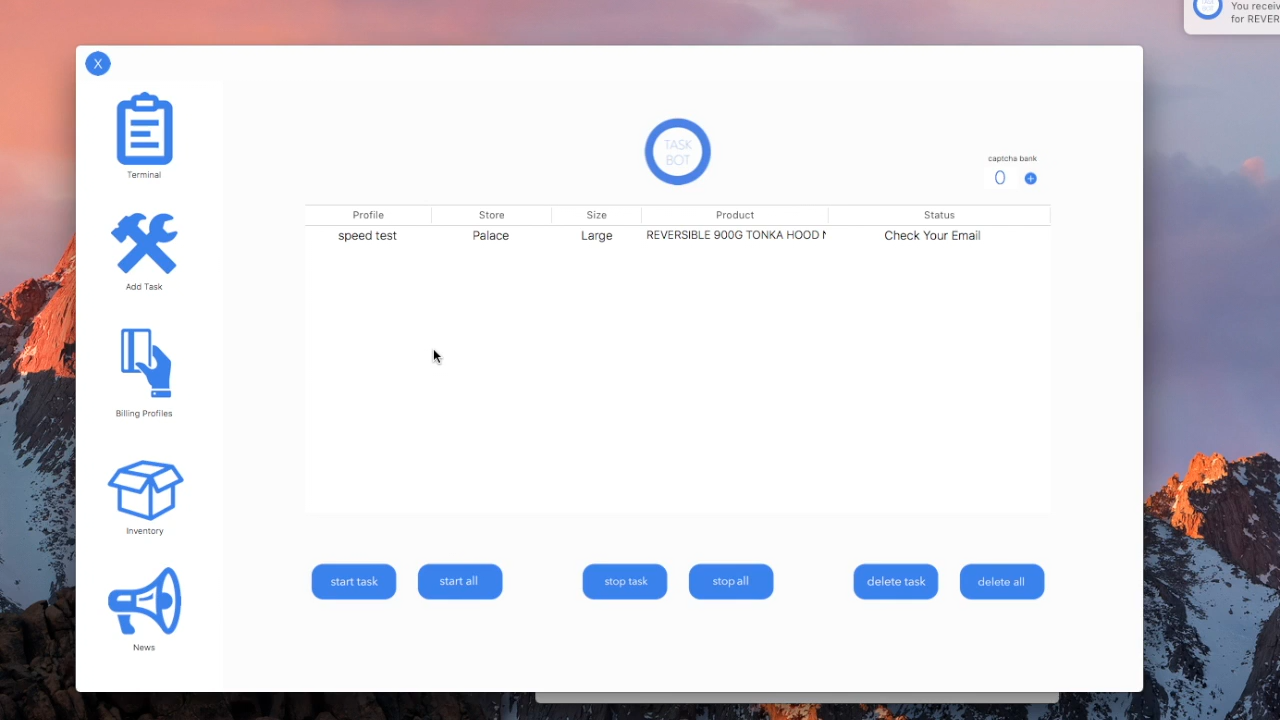 You receiv
for REVER
X
TASK
BOT
captcha bank
0
Terminal
Profile Store Size Product Status
speed test Palace Large REVERSIBLE 900G TONKA HOOD N Check Your Email
Add Task
Billing Profiles
Inventory
start task start all stop task stop all delete task delete all
News